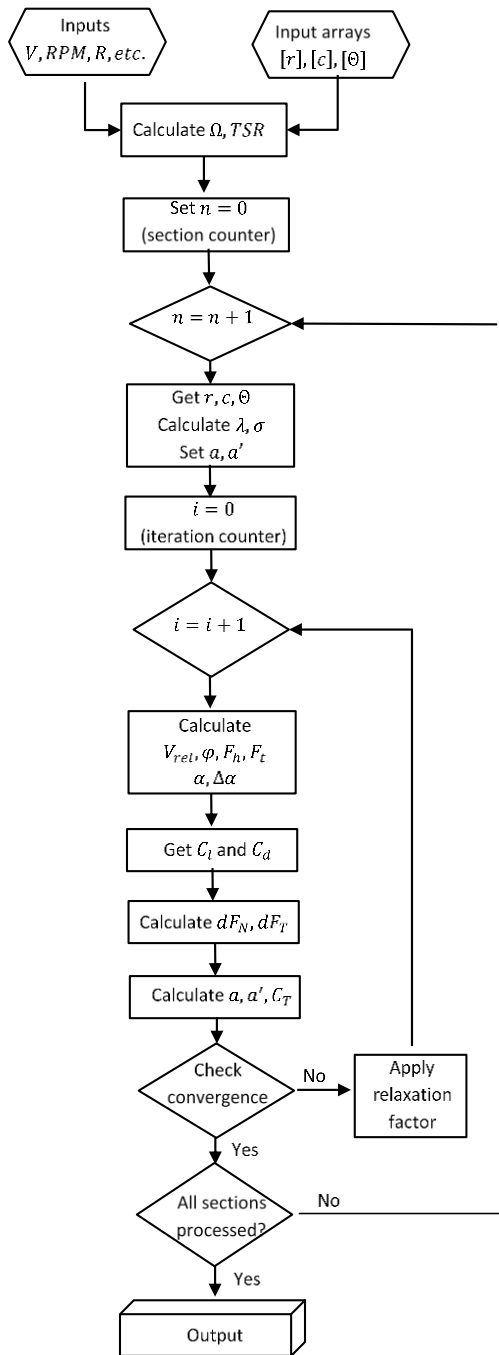 Inputs
V, RPM, R, etc.
Input arrays
[r], [c], [Θ]
Calculate Ω, TSR
Set n = 0
(section counter)
n = n + 1
Get r, c, Θ
Calculate λ, σ
Set a, a′
i = 0
(iteration counter)
i = i + 1
Calculate
V_rel, φ, F_h, F_t
α, Δα
Get C_l and C_d
Calculate dF_N, dF_T
Calculate a, a′, C_T
Check
convergence
No
Apply
relaxation
factor
Yes
All sections
processed?
No
Yes
Output